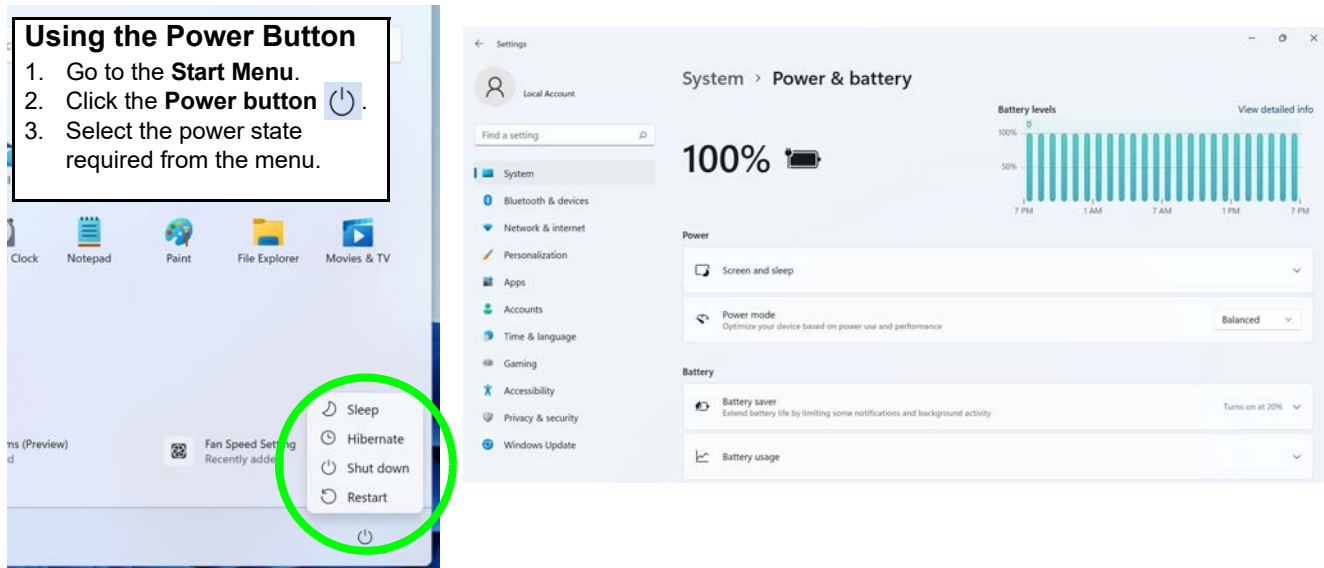 Using the Power Button
1. Go to the Start Menu.
2. Click the Power button .
3. Select the power state
required from the menu.
Clock Notepad Paint File Explorer Movies & TV
ms (Preview)
d
Fan Speed Setting
Recently adde
Sleep
Hibernate
Shut down
Restart
Settings
Local Account
Find a setting
System
Bluetooth & devices
Network & internet
Personalization
Apps
Accounts
Time & language
Gaming
Accessibility
Privacy & security
Windows Update
System > Power & battery
100%
Battery levels View detailed info
100%
50%
7 PM 1 AM 7 AM 1 PM 7 PM
Power
Screen and sleep
Power mode
Optimize your device based on power use and performance
Balanced
Battery
Battery saver
Extend battery life by limiting some notifications and background activity
Turns on at 20%
Battery usage